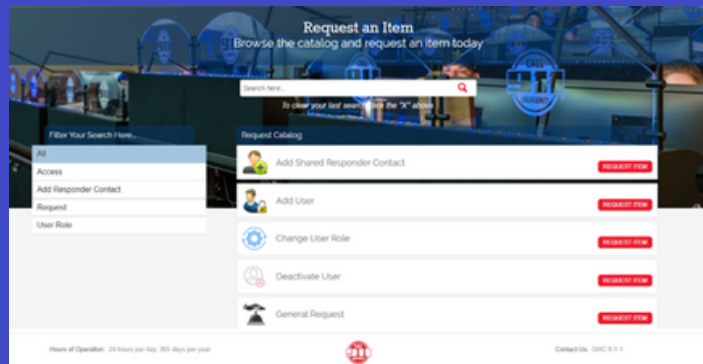 Request an Item
Browse the catalog and request an item today
Search here...
To clear your last search click the "X" above
Filter Your Search Here...
All
Access
Add Responder Contact
Request
User Role
Request Catalog
Add Shared Responder Contact
REQUEST ITEM
Add User
REQUEST ITEM
Change User Role
REQUEST ITEM
Deactivate User
REQUEST ITEM
General Request
REQUEST ITEM
Hours of Operation: 24 hours per day, 365 days per year
Contact Us: GHC 9-1-1